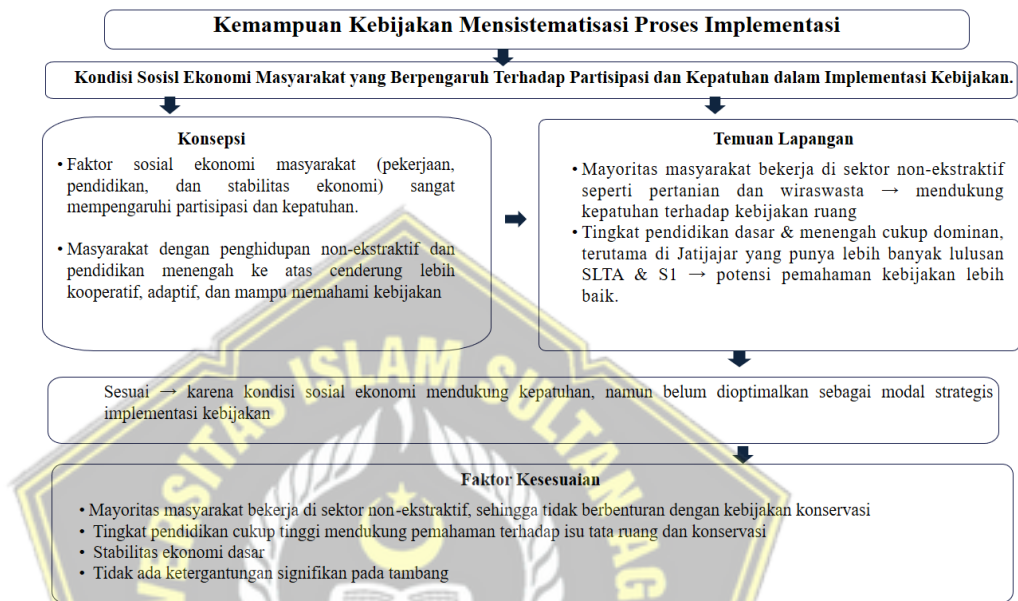 Kemampuan Kebijakan Mensistematisasi Proses Implementasi
Kondisi Sosisl Ekonomi Masyarakat yang Berpengaruh Terhadap Partisipasi dan Kepatuhan dalam Implementasi Kebijakan.
Konsepsi
• Faktor sosial ekonomi masyarakat (pekerjaan,
pendidikan, dan stabilitas ekonomi) sangat
mempengaruhi partisipasi dan kepatuhan.
• Masyarakat dengan penghidupan non-ekstraktif dan
pendidikan menengah ke atas cenderung lebih
kooperatif, adaptif, dan mampu memahami kebijakan
Temuan Lapangan
• Mayoritas masyarakat bekerja di sektor non-ekstraktif
seperti pertanian dan wiraswasta → mendukung
kepatuhan terhadap kebijakan ruang
• Tingkat pendidikan dasar & menengah cukup dominan,
terutama di Jatijajar yang punya lebih banyak lulusan
SLTA & S1 → potensi pemahaman kebijakan lebih
baik.
Sesuai → karena kondisi sosial ekonomi mendukung kepatuhan, namun belum dioptimalkan sebagai modal strategis
implementasi kebijakan
Faktor Kesesuaian
• Mayoritas masyarakat bekerja di sektor non-ekstraktif, sehingga tidak berbenturan dengan kebijakan konservasi
• Tingkat pendidikan cukup tinggi mendukung pemahaman terhadap isu tata ruang dan konservasi
• Stabilitas ekonomi dasar
• Tidak ada ketergantungan signifikan pada tambang
UNIVERSITAS ISLAM SULTAN AG